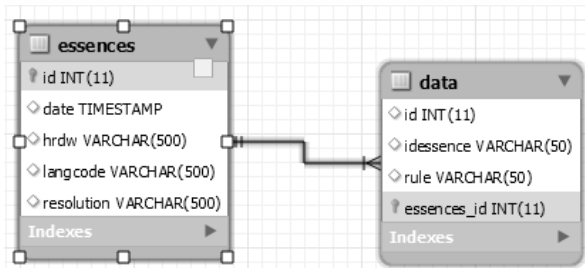 essences
id INT(11)
date TIMESTAMP
hrdw VARCHAR(500)
langcode VARCHAR(500)
resolution VARCHAR(500)
Indexes
data
id INT(11)
idessence VARCHAR(50)
rule VARCHAR(50)
essences_id INT(11)
Indexes